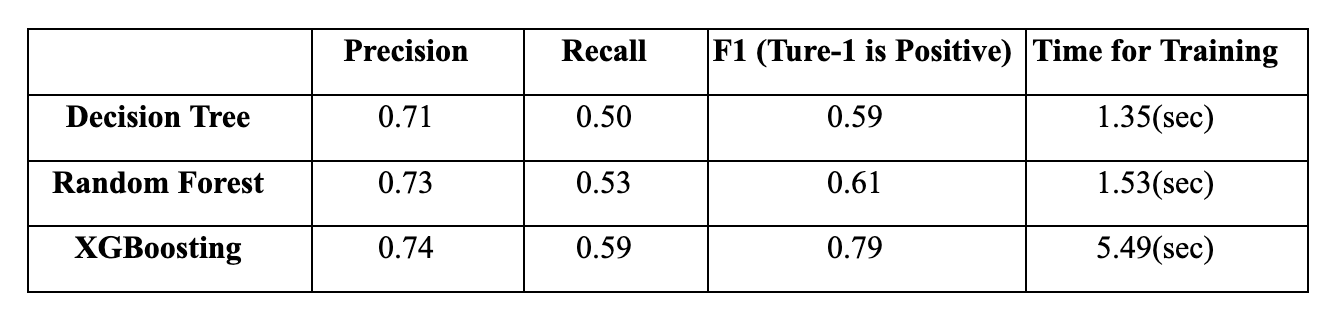 Precision Recall F1 (Ture-1 is Positive) Time for Training
Decision Tree 0.71 0.50 0.59 1.35(sec)
Random Forest 0.73 0.53 0.61 1.53(sec)
XGBoosting 0.74 0.59 0.79 5.49(sec)